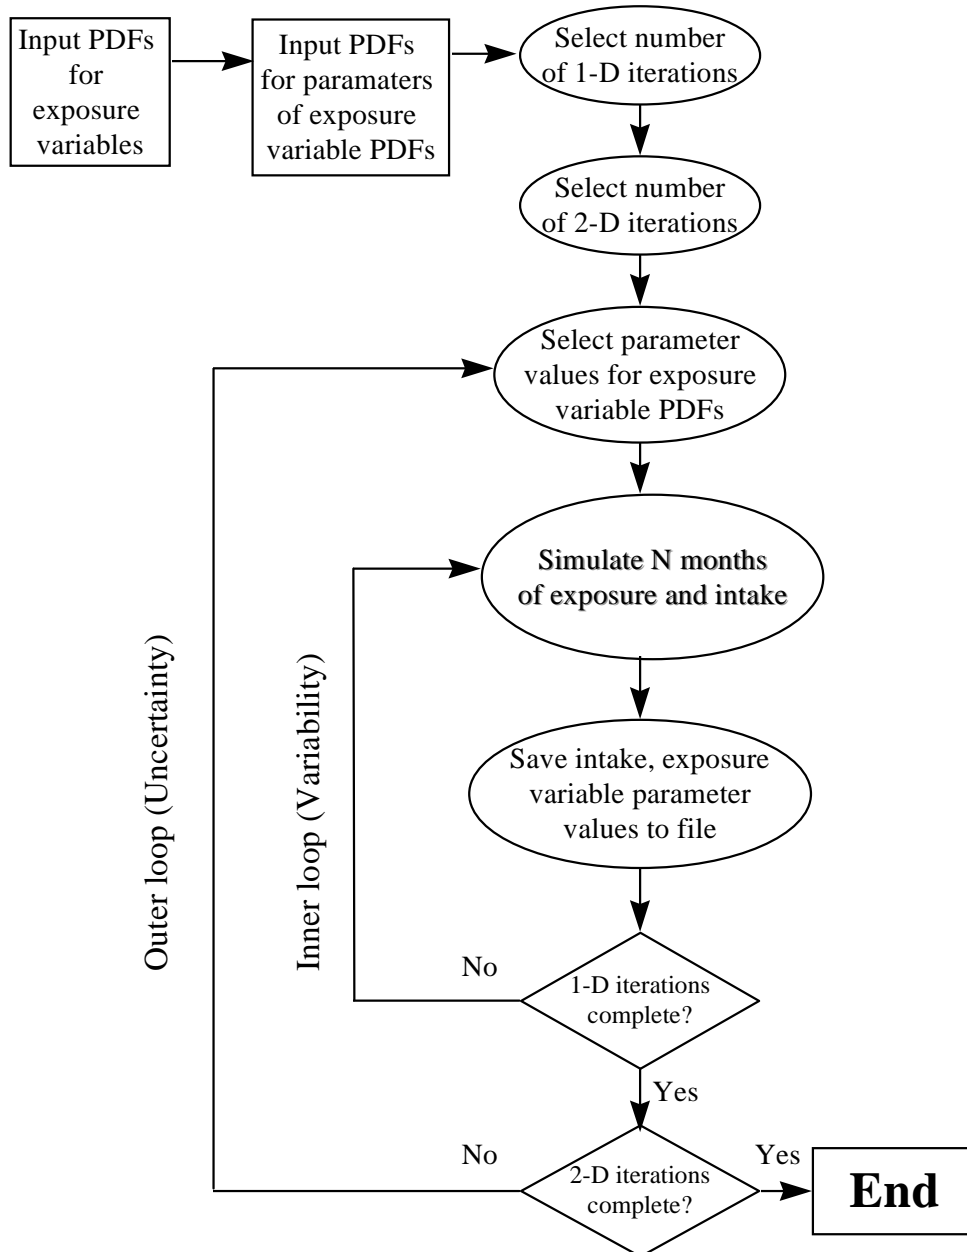 Input PDFs
for
exposure
variables
Input PDFs
for paramaters
of exposure
variable PDFs
Select number
of 1-D iterations
Select number
of 2-D iterations
Select parameter
values for exposure
variable PDFs
Simulate N months
of exposure and intake
Save intake, exposure
variable parameter
values to file
Outer loop (Uncertainty)
Inner loop (Variability)
No
1-D iterations
complete?
Yes
No
2-D iterations
complete?
Yes
End